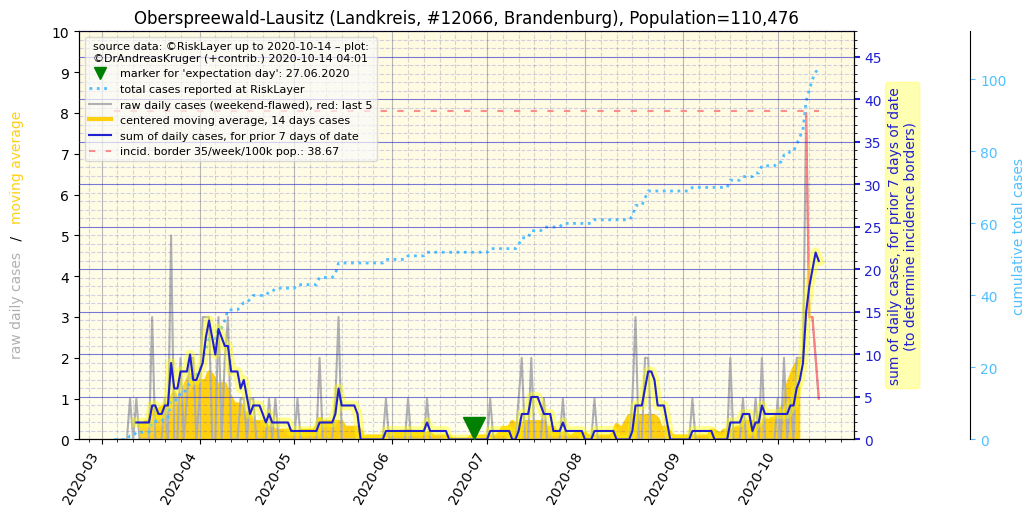 Oberspreewald-Lausitz (Landkreis, #12066, Brandenburg), Population=110,476
source data: ©RiskLayer up to 2020-10-14 – plot:
©DrAndreasKruger (+contrib.) 2020-10-14 04:01
marker for 'expectation day': 27.06.2020
total cases reported at RiskLayer
raw daily cases (weekend-flawed), red: last 5
centered moving average, 14 days cases
sum of daily cases, for prior 7 days of date
incid. border 35/week/100k pop.: 38.67
raw daily cases / moving average
10
9
8
7
6
5
4
3
2
1
0
2020-03
2020-04
2020-05
2020-06
2020-07
2020-08
2020-09
2020-10
45
40
35
30
25
20
15
10
5
0
sum of daily cases, for prior 7 days of date
(to determine incidence borders)
100
80
60
40
20
0
cumulative total cases